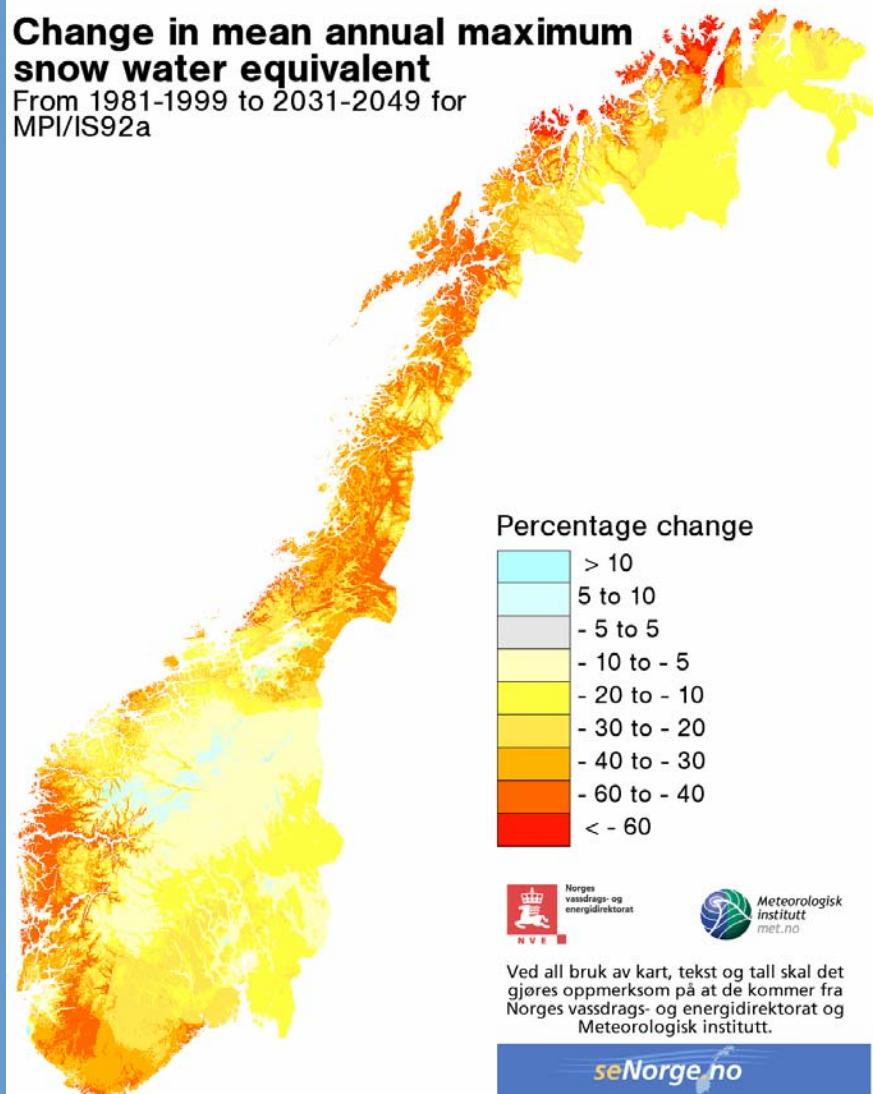 Change in mean annual maximum
snow water equivalent
From 1981-1999 to 2031-2049 for
MPI/IS92a
Percentage change
> 10
5 to 10
- 5 to 5
- 10 to - 5
- 20 to - 10
- 30 to - 20
- 40 to - 30
- 60 to - 40
< - 60
Norges
vassdrags- og
energidirektorat
NVE
Meteorologisk
institutt
met.no
Ved all bruk av kart, tekst og tall skal det
gjøres oppmerksom på at de kommer fra
Norges vassdrags- og energidirektorat og
Meteorologisk institutt.
seNorge.no